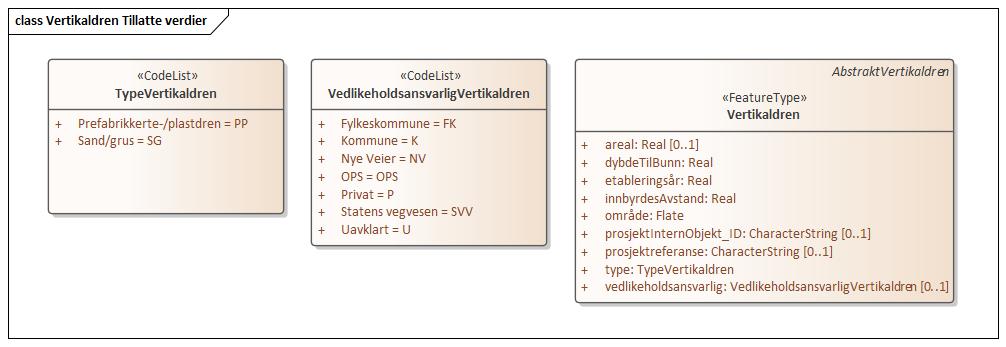 class Vertikaldren Tillatte verdier
«CodeList»
TypeVertikaldren
+ Prefabrikkerte-/plastdren = PP
+ Sand/grus = SG
«CodeList»
VedlikeholdsansvarligVertikaldren
+ Fylkeskommune = FK
+ Kommune = K
+ Nye Veier = NV
+ OPS = OPS
+ Privat = P
+ Statens vegvesen = SVV
+ Uavklart = U
AbstraktVertikaldren
«FeatureType»
Vertikaldren
+ areal: Real [0..1]
+ dybdeTilBunn: Real
+ etableringsår: Real
+ innbyrdesAvstand: Real
+ område: Flate
+ prosjektInternObjekt_ID: CharacterString [0..1]
+ prosjektreferanse: CharacterString [0..1]
+ type: TypeVertikaldren
+ vedlikeholdsansvarlig: VedlikeholdsansvarligVertikaldren [0..1]